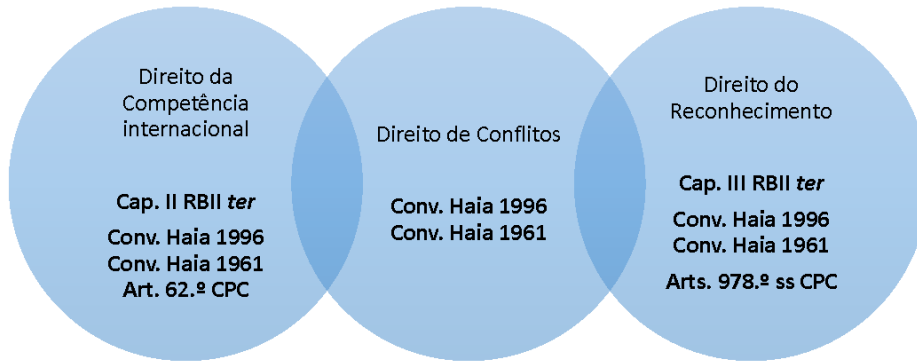 Direito da
Competência
internacional
Cap. II RBII ter
Conv. Haia 1996
Conv. Haia 1961
Art. 62.º CPC
Direito de Conflitos
Conv. Haia 1996
Conv. Haia 1961
Direito do
Reconhecimento
Cap. III RBII ter
Conv. Haia 1996
Conv. Haia 1961
Arts. 978.º ss CPC